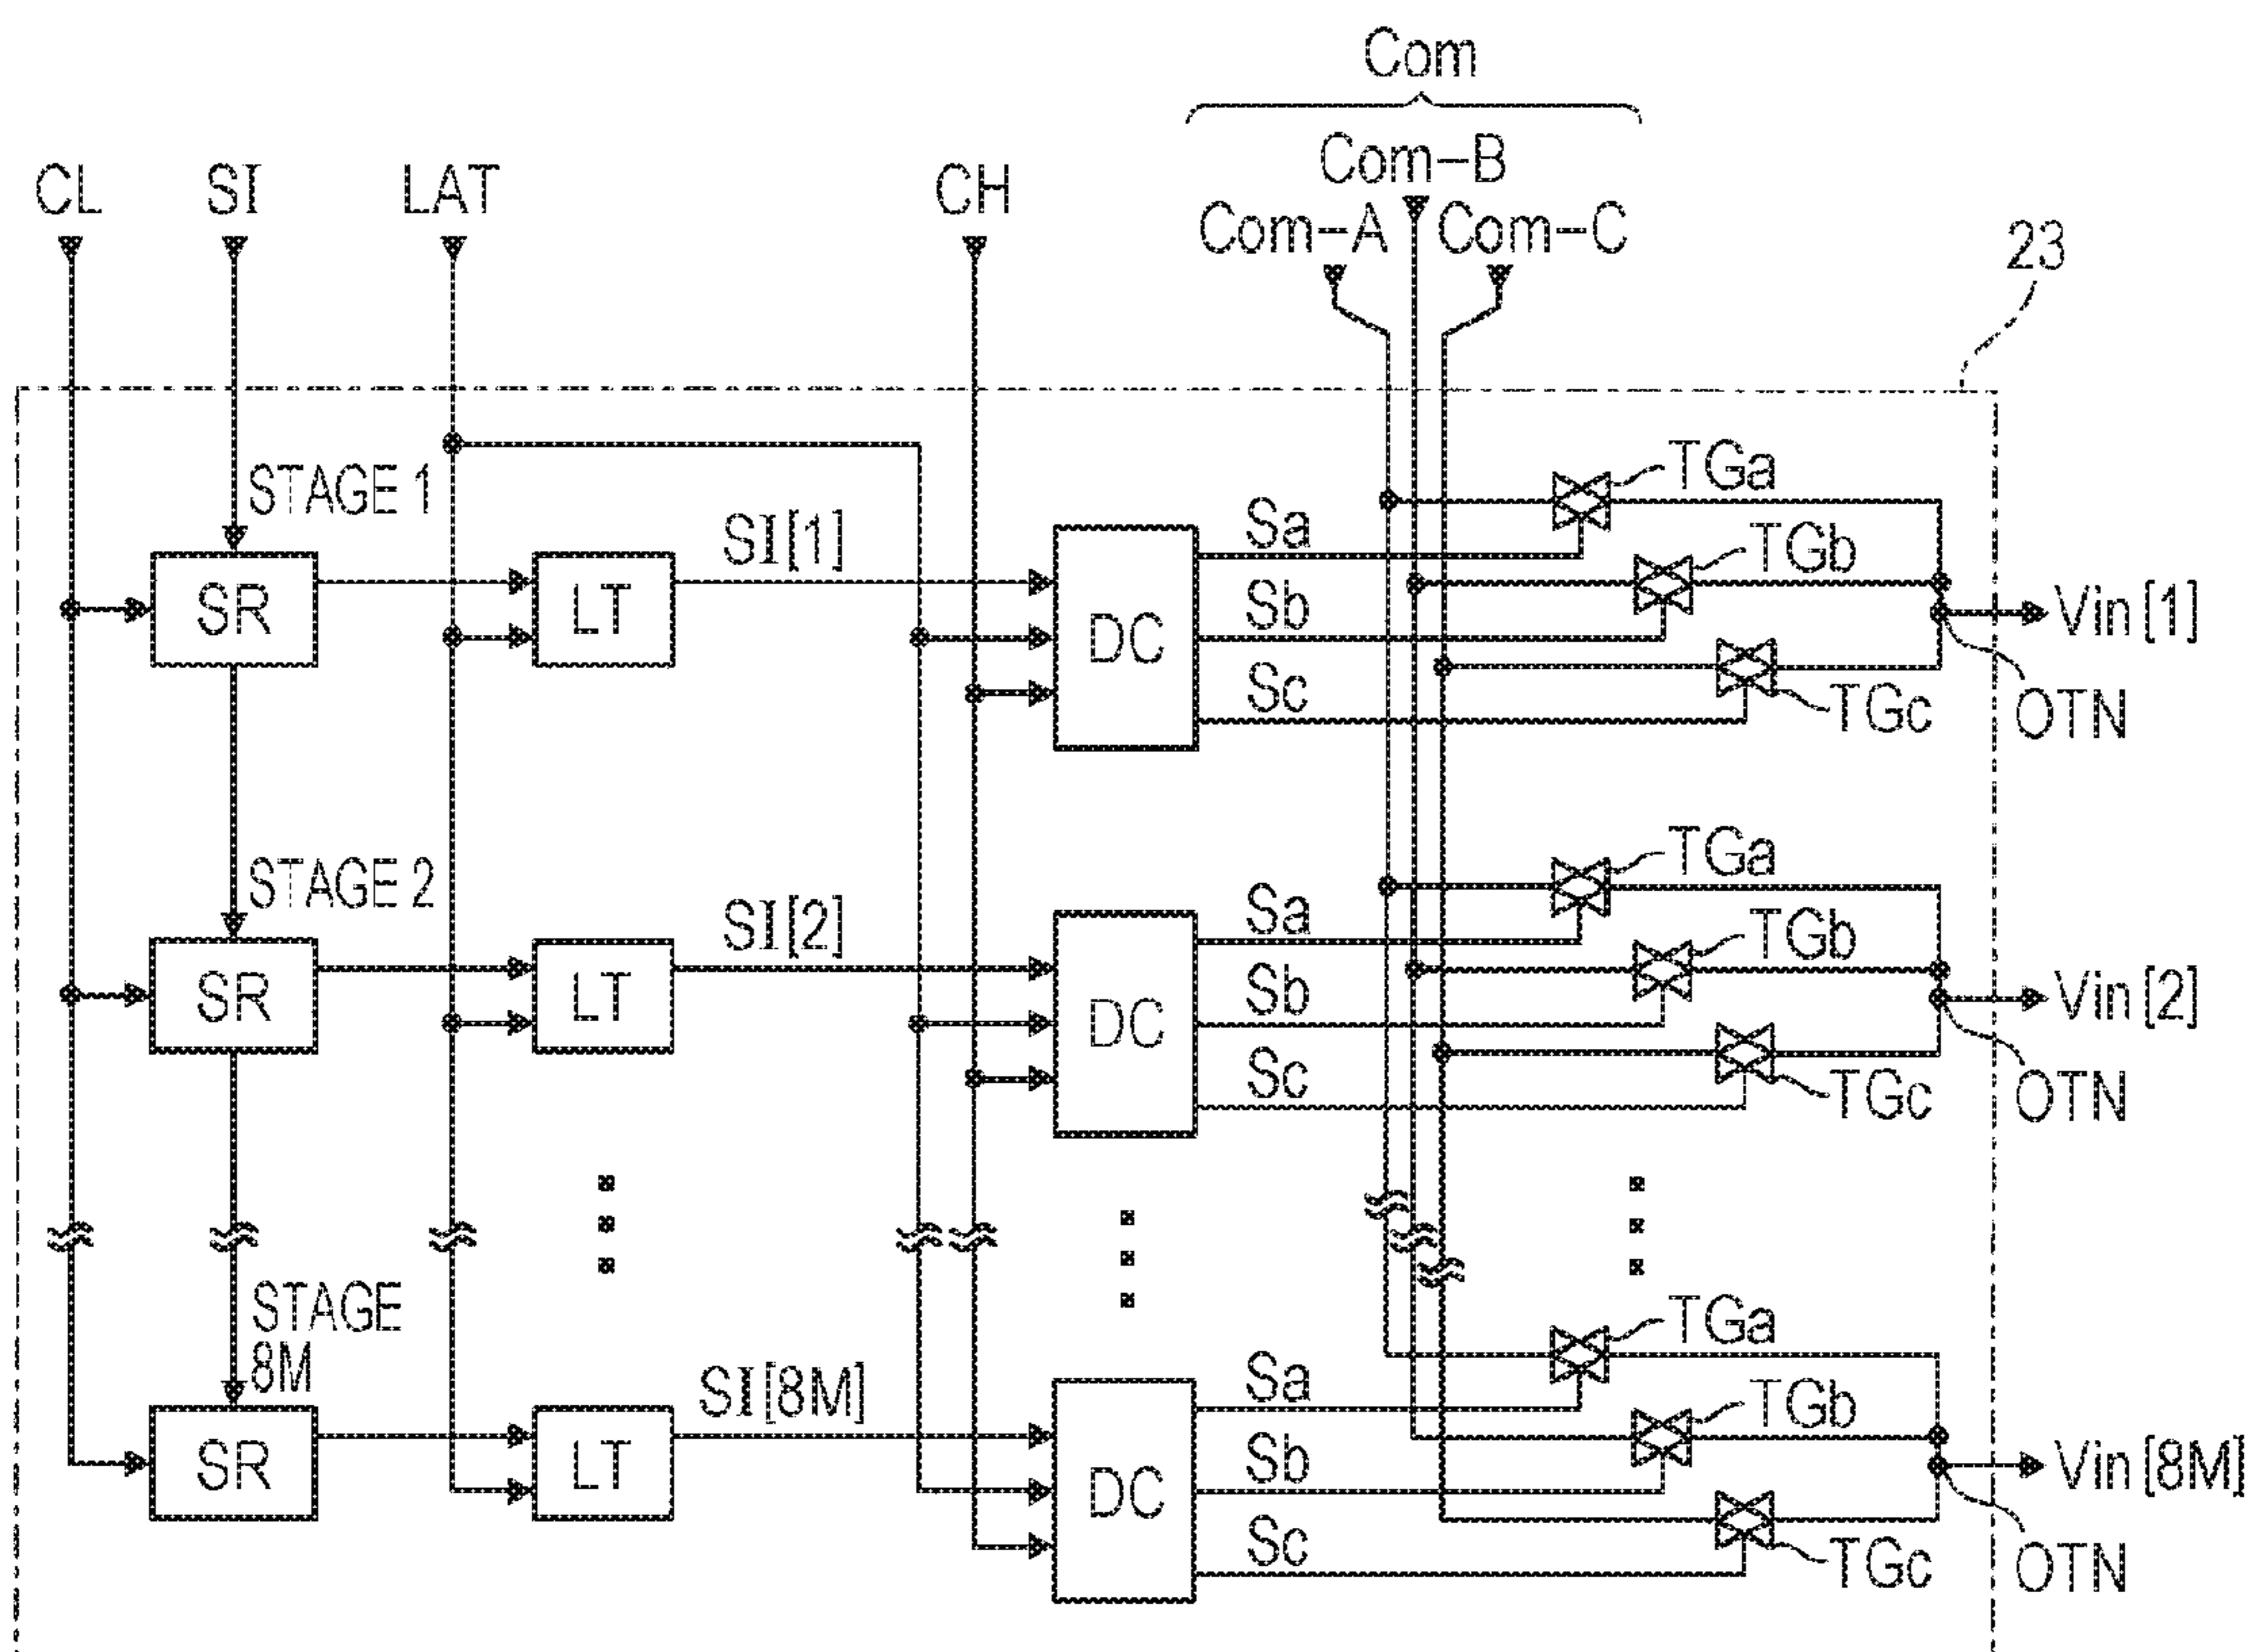 Com
Com-B
CL SI LAT CH
Com-A Com-C
23
STAGE 1
TGa
SI[1]
Sa
TGb
SR LT DC
Sb
Vin[1]
Sc
TGc
OTN
STAGE 2
TGa
SI[2]
Sa
TGb
SR LT DC
Sb
Vin[2]
Sc
TGc
OTN
STAGE
8M
TGa
SI[8M]
Sa
TGb
SR LT DC
Sb
Vin[8M]
Sc
TGc
OTN